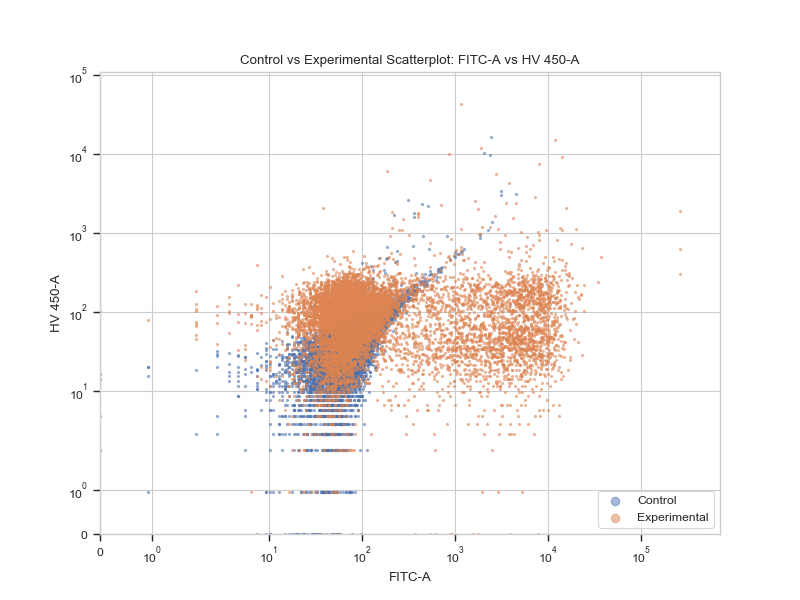 Control vs Experimental Scatterplot: FITC-A vs HV 450-A
HV 450-A
10^5
10^4
10^3
10^2
10^1
10^0
0
0
10^0
10^1
10^2
10^3
10^4
10^5
FITC-A
Control
Experimental